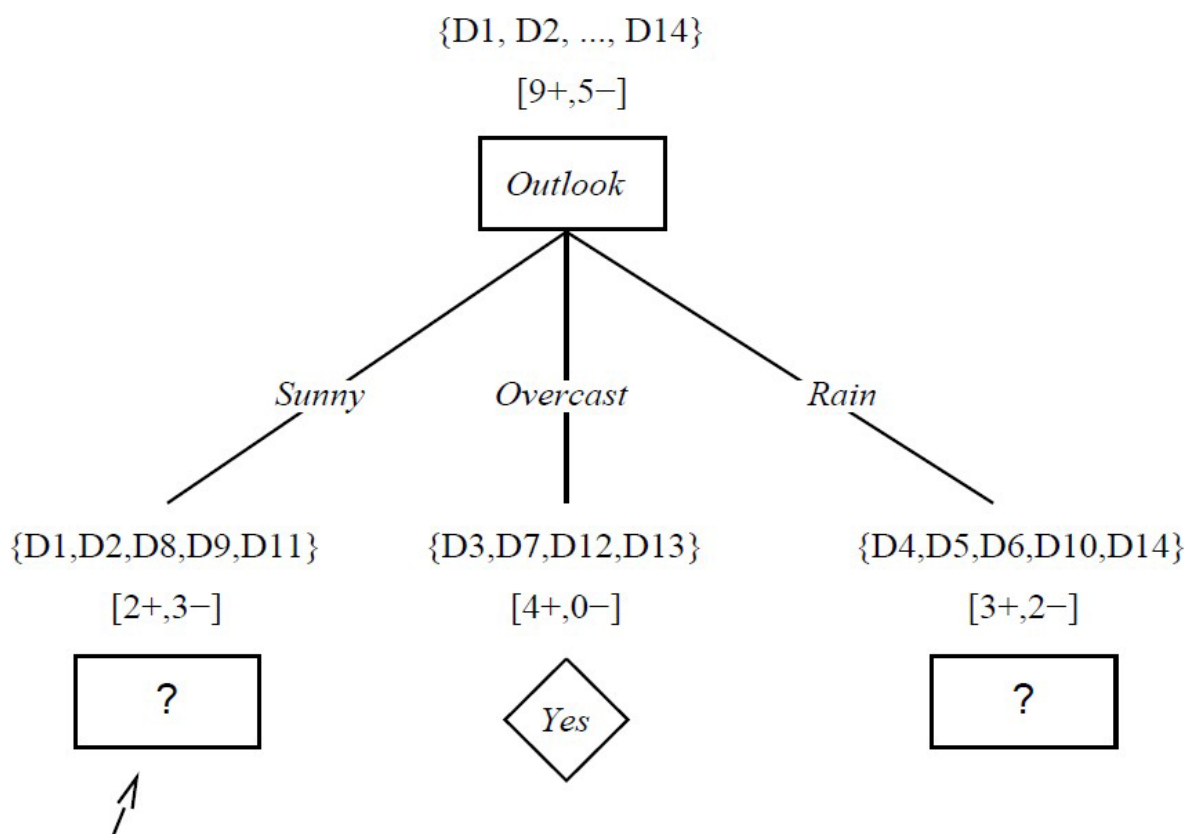 {D1, D2, ..., D14}
[9+,5−]
Outlook
Sunny
Overcast
Rain
{D1,D2,D8,D9,D11}
{D3,D7,D12,D13}
{D4,D5,D6,D10,D14}
[2+,3−]
[4+,0−]
[3+,2−]
?
Yes
?